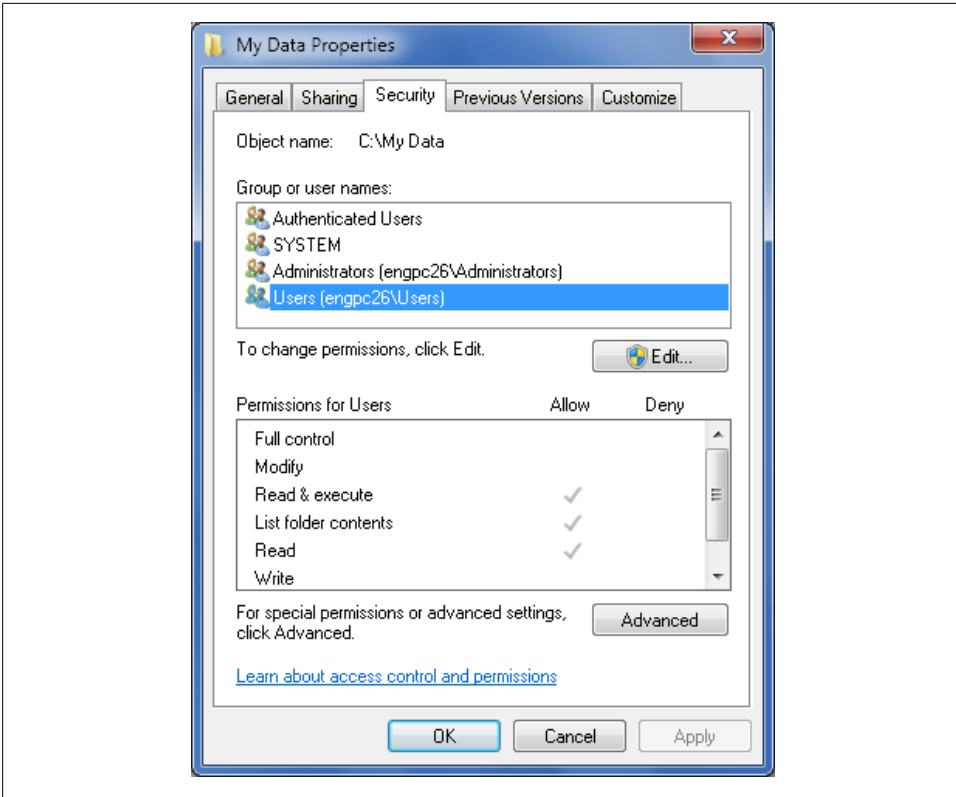 My Data Properties
General Sharing Security Previous Versions Customize
Object name: C:\My Data
Group or user names:
Authenticated Users
SYSTEM
Administrators (engpc26\Administrators)
Users (engpc26\Users)
To change permissions, click Edit.
Edit...
Permissions for Users Allow Deny
Full control
Modify
Read & execute
List folder contents
Read
Write
For special permissions or advanced settings,
click Advanced.
Advanced
Learn about access control and permissions
OK Cancel Apply